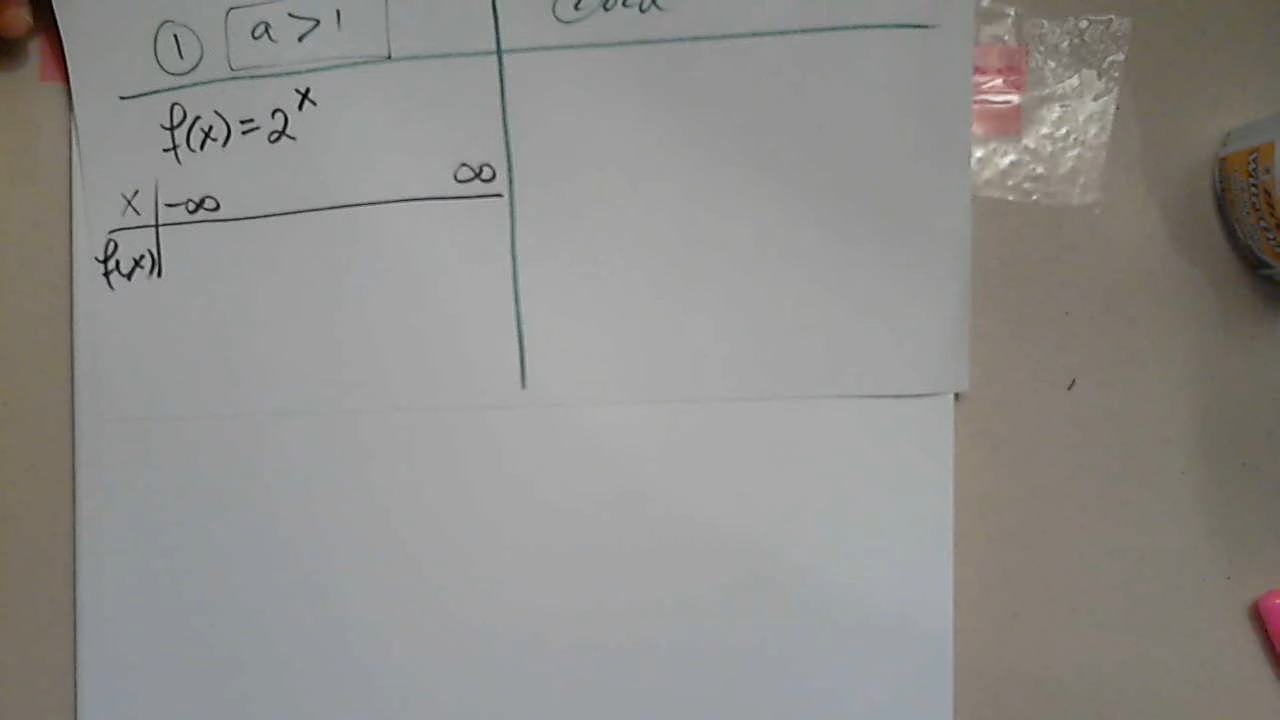 ① a > 1
f(x) = 2^x
x | -∞ ∞
f(x) |